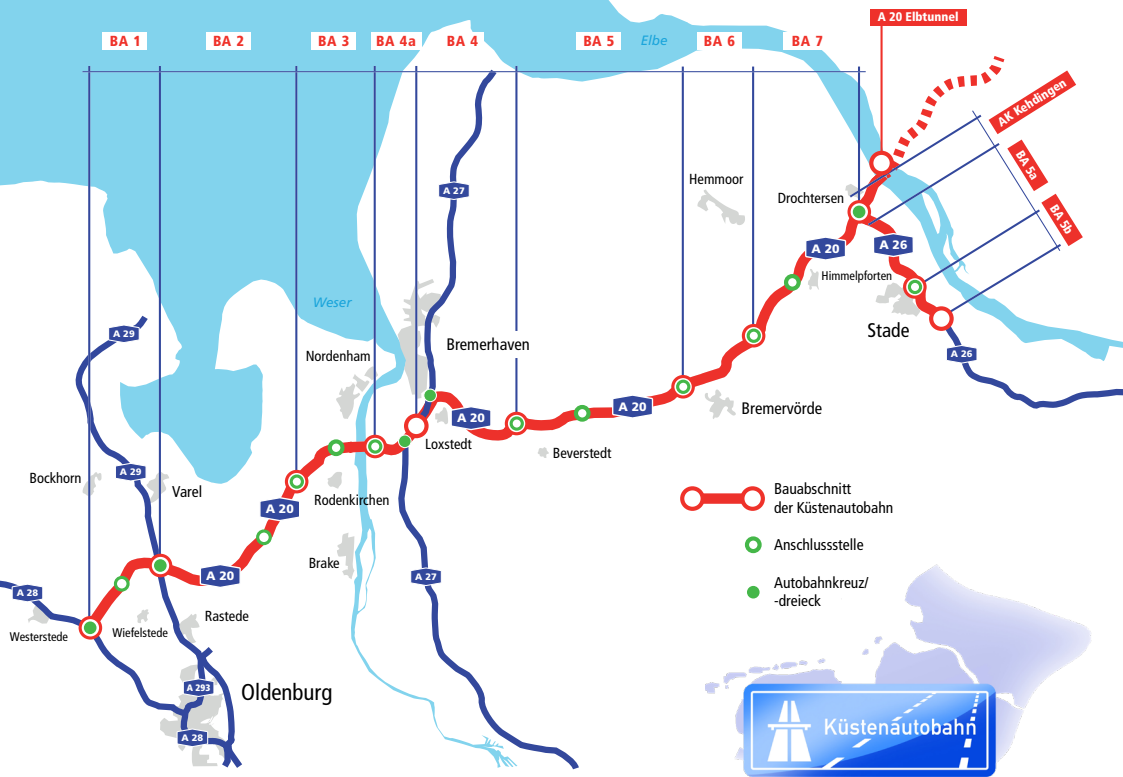 BA 1
BA 2
BA 3
BA 4a
BA 4
BA 5
Elbe
BA 6
BA 7
A 20 Elbtunnel
AK Kehdingen
BA 5a
BA 5b
A 27
Hemmoor
Drochtersen
A 20
A 26
Himmelpforten
Weser
A 29
Stade
Bremerhaven
Nordenham
A 26
A 20
A 20
Bremervörde
Loxstedt
Beverstedt
Bockhorn
A 29
Varel
Rodenkirchen
A 20
Bauabschnitt
der Küstenautobahn
Anschlussstelle
Autobahnkreuz/
-dreieck
Brake
A 20
A 27
A 28
Westerstede
Wiefelstede
Rastede
A 293
Oldenburg
A 28
Küstenautobahn